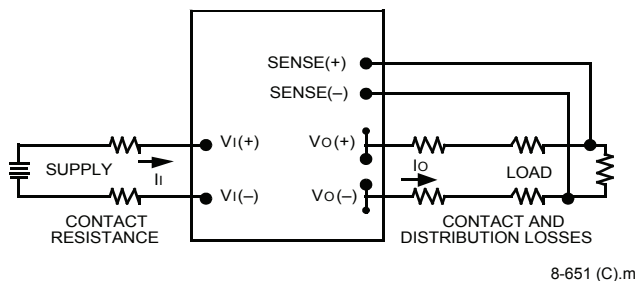 SENSE(+)
SENSE(–)
VI(+)
VO(+)
SUPPLY
II
IO
LOAD
VI(–)
VO(–)
CONTACT
RESISTANCE
CONTACT AND
DISTRIBUTION LOSSES
8-651 (C).m